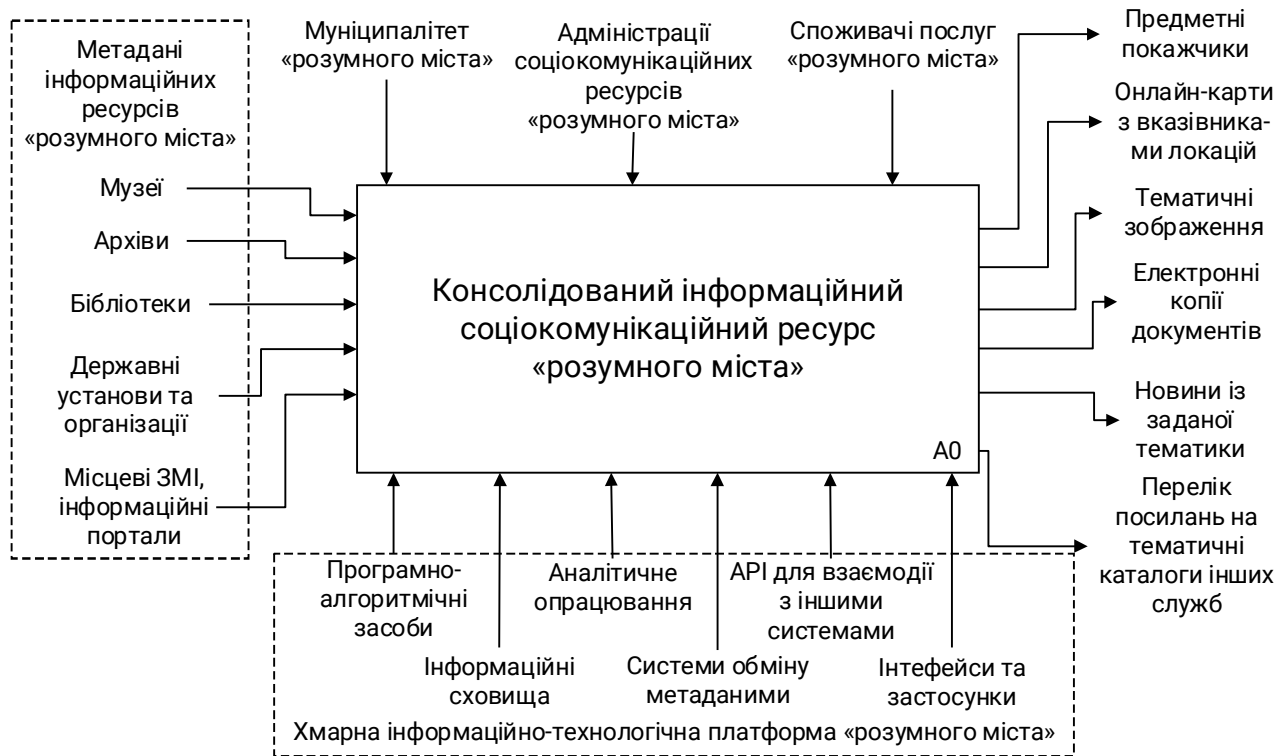 Метадані
інформаційних
ресурсів
«розумного міста»
Музеї
Архіви
Бібліотеки
Державні
установи та
організації
Місцеві ЗМІ,
інформаційні
портали
Муніципалітет
«розумного міста»
Адміністрації
соціокомунікаційних
ресурсів
«розумного міста»
Споживачі послуг
«розумного міста»
Консолідований інформаційний
соціокомунікаційний ресурс
«розумного міста»
А0
Предметні
покажчики
Онлайн-карти
з вказівника-
ми локацій
Тематичні
зображення
Електронні
копії
документів
Новини із
заданої
тематики
Перелік
посилань на
тематичні
каталоги інших
служб
Програмно-
алгоритмічні
засоби
Інформаційні
сховища
Аналітичне
опрацювання
Системи обміну
метаданими
АРІ для взаємодії
з іншими
системами
Інтефейси та
застосунки
Хмарна інформаційно-технологічна платформа «розумного міста»